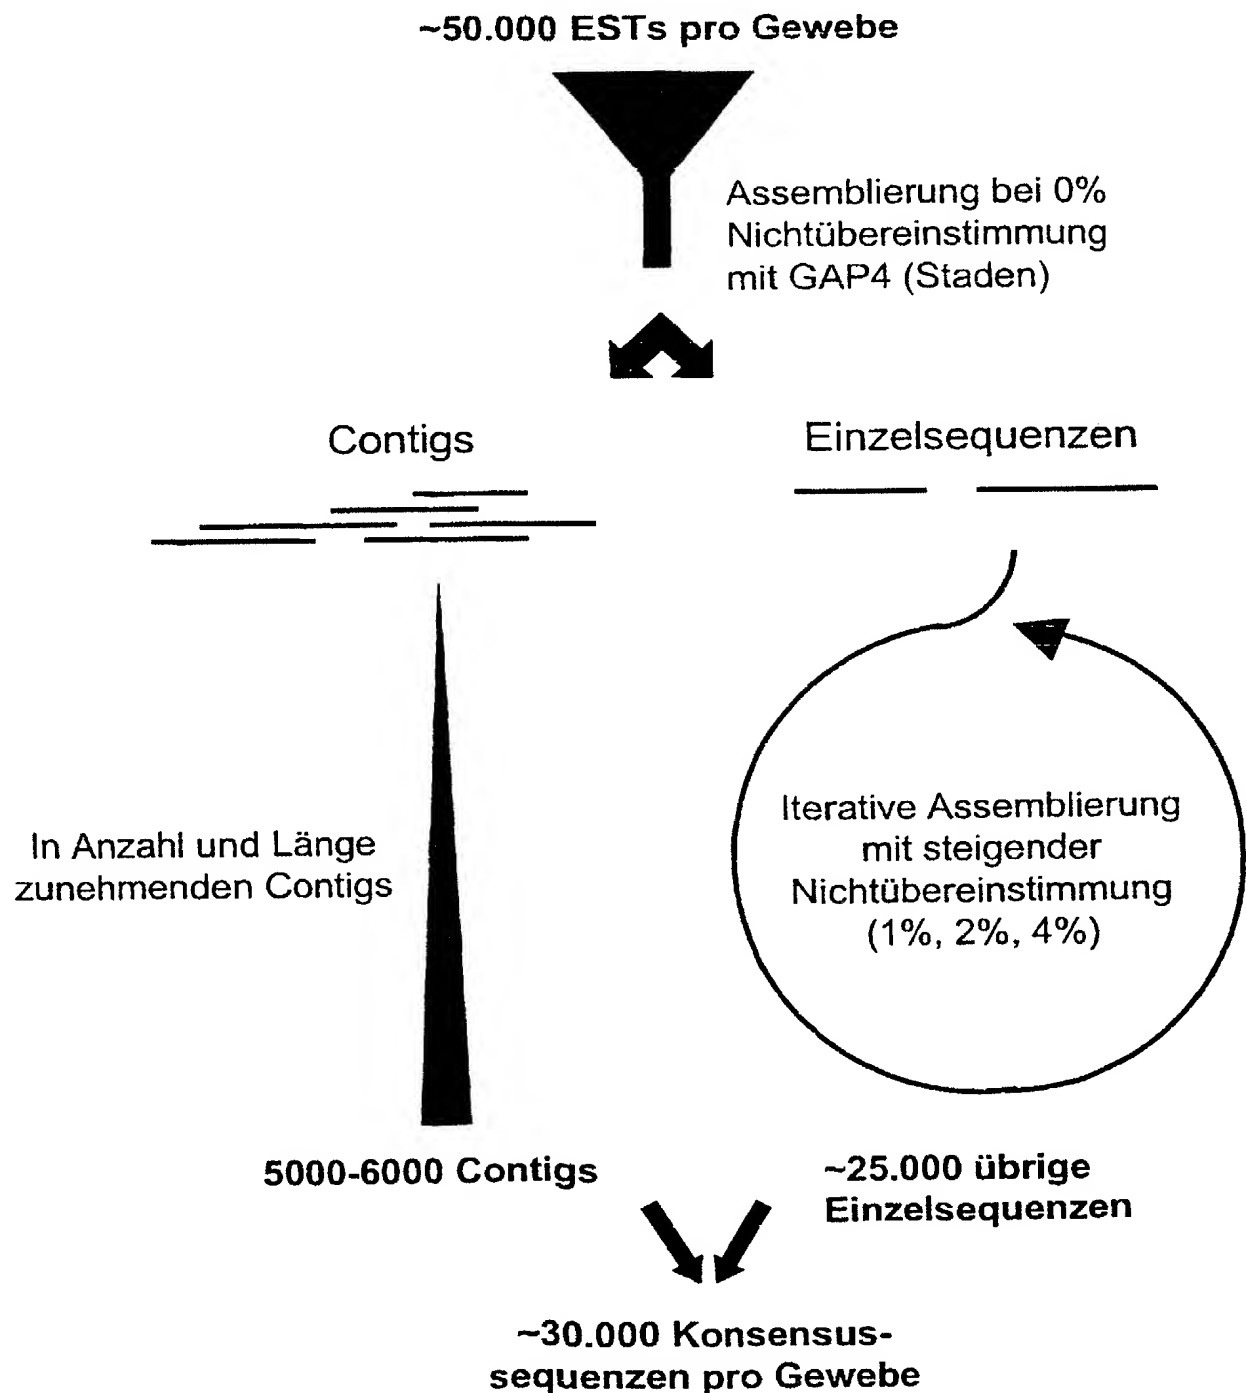 ~50.000 ESTs pro Gewebe
Assemblierung bei 0%
Nichtübereinstimmung
mit GAP4 (Staden)
Contigs
Einzelsequenzen
In Anzahl und Länge
zunehmenden Contigs
Iterative Assemblierung
mit steigender
Nichtübereinstimmung
(1%, 2%, 4%)
5000-6000 Contigs
~25.000 übrige
Einzelsequenzen
~30.000 Konsensus-
sequenzen pro Gewebe